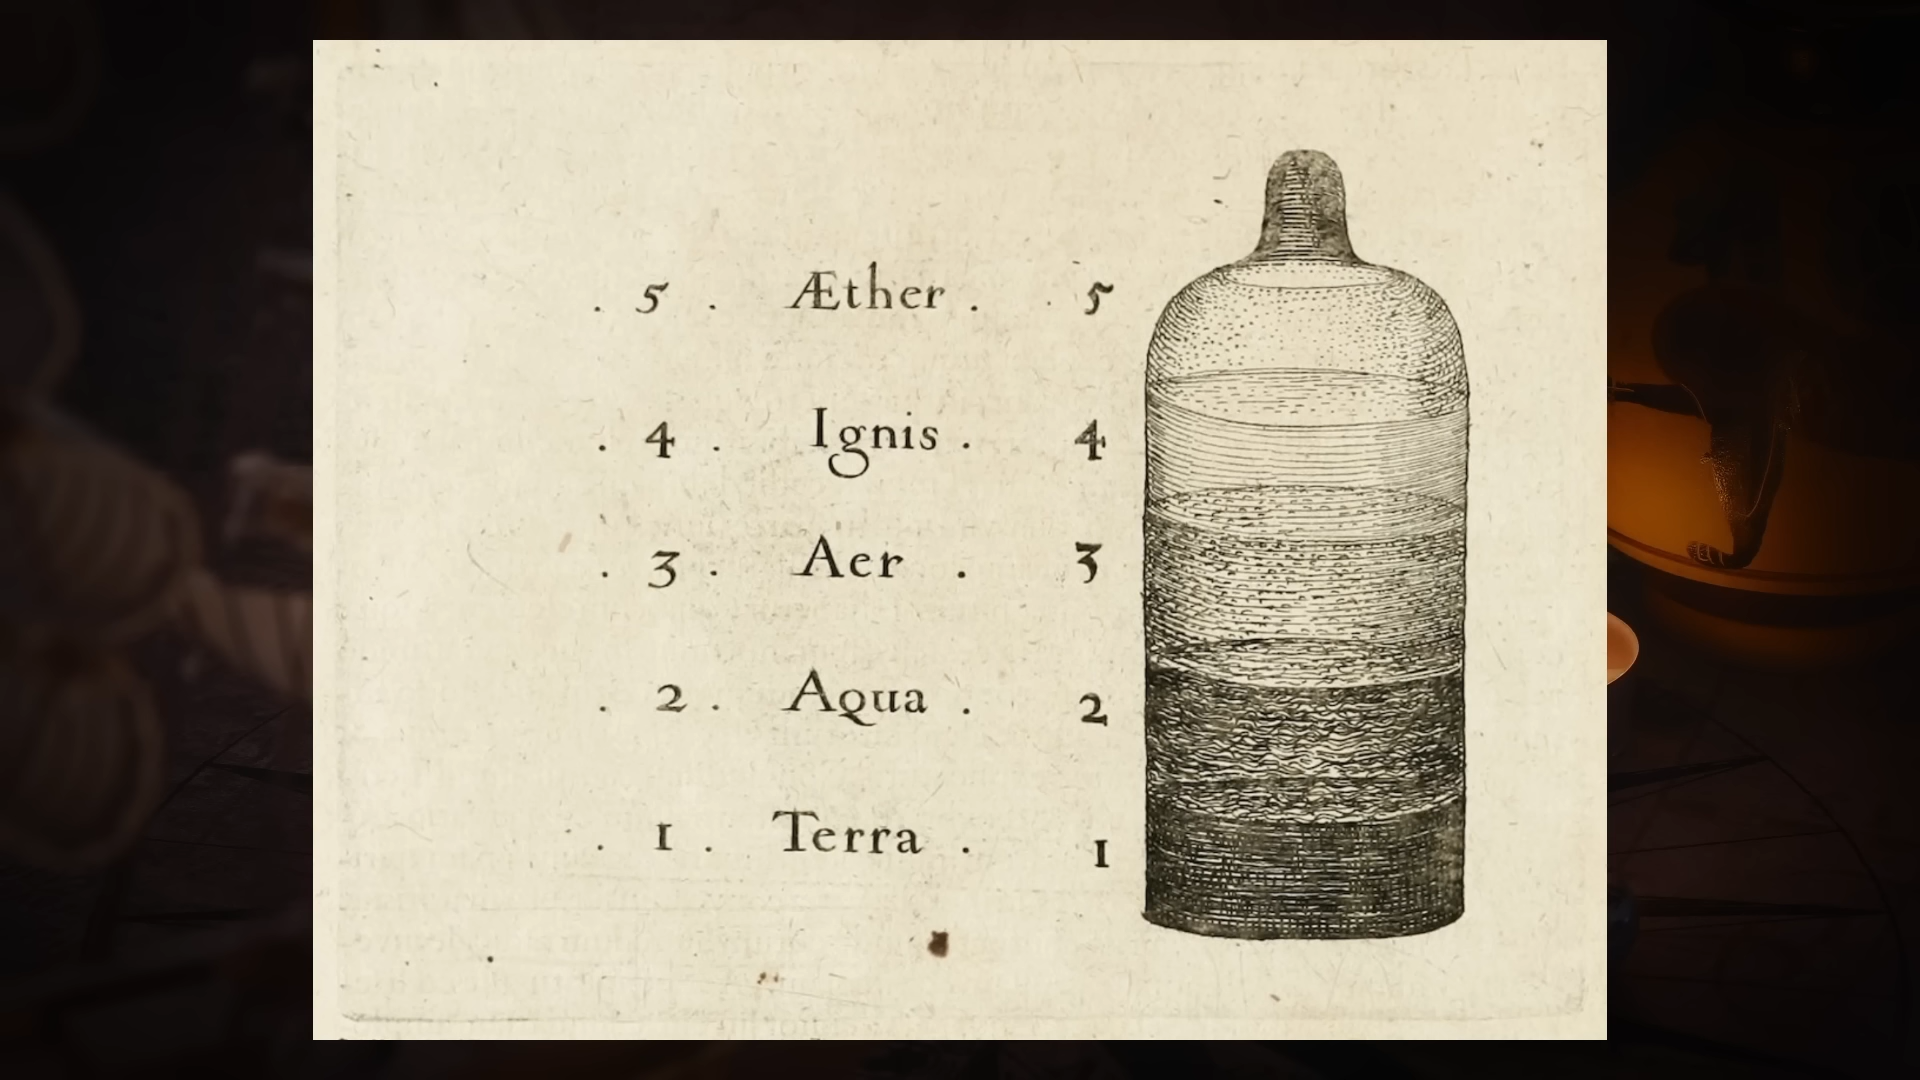 . 5 . Æther . . 5
. 4 . Ignis . 4
. 3 . Aer . 3
. 2 . Aqua . 2
. 1 . Terra . 1